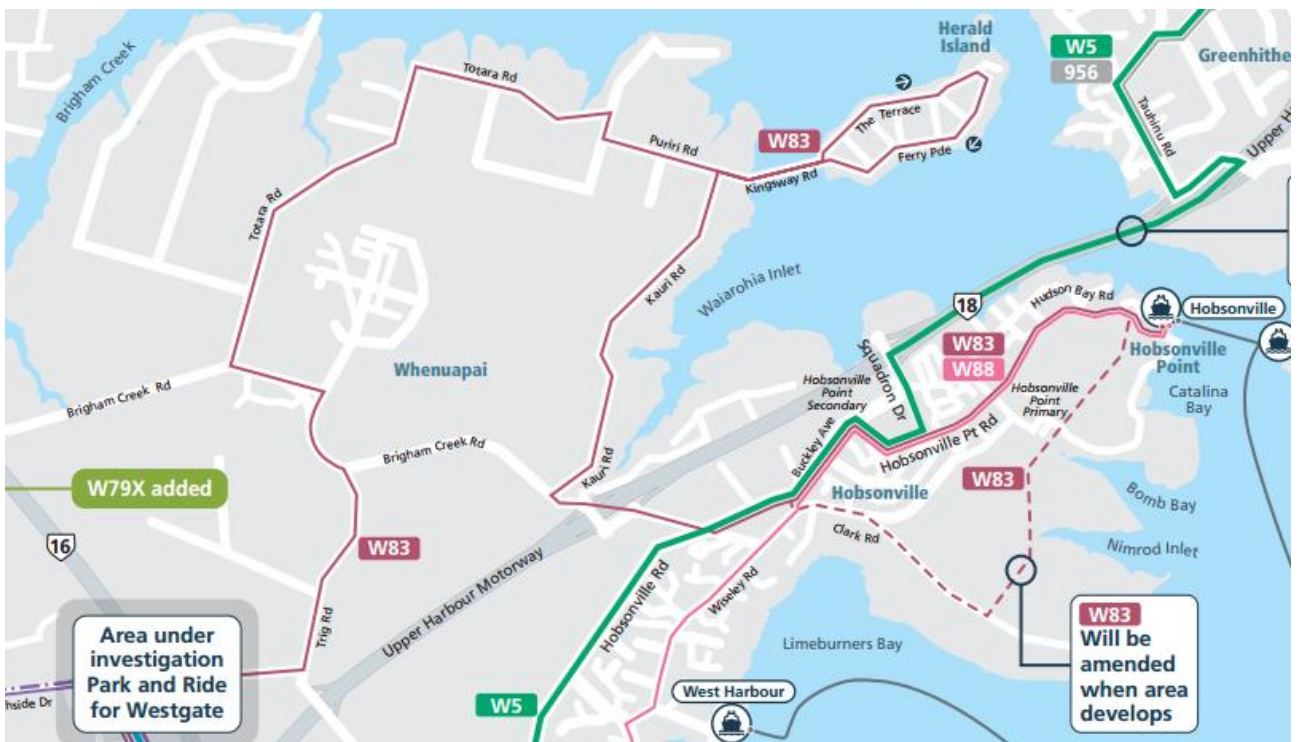 Brigham Creek
Totara Rd
Puriri Rd
W83
Kingsway Rd
The Terrace
Ferry Pde
Herald
Island
W5
956
Greenhithe
Tauhinu Rd
Upper H
Totara Rd
Kauri Rd
Waiarohia Inlet
18
Hudson Bay Rd
Hobsonville
Whenuapai
Squadron Dr
W83
W88
Hobsonville
Point
Hobsonville
Point
Secondary
Hobsonville
Point
Primary
Catalina
Bay
Brigham Creek Rd
Brigham Creek Rd
Kauri Rd
Buckley Ave
Hobsonville Pt Rd
W79X added
Hobsonville
W83
Bomb Bay
Clark Rd
Nimrod Inlet
16
W83
Upper Harbour Motorway
Hobsonville Rd
Wiseley Rd
Trig Rd
Area under
investigation
Park and Ride
for Westgate
hside Dr
W83
Will be
amended
when area
develops
Limeburners Bay
W5
West Harbour